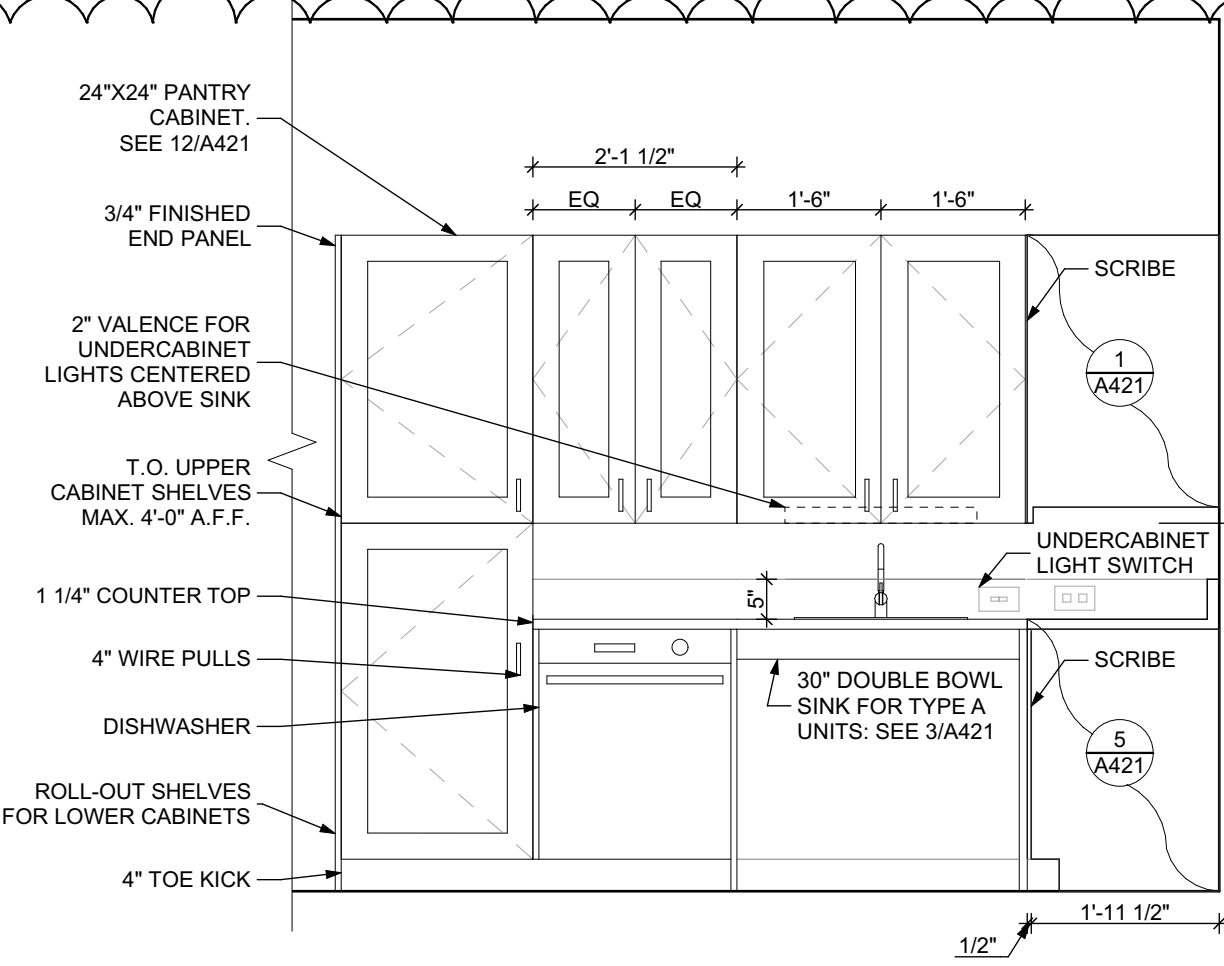 24"X24" PANTRY
CABINET.
SEE 12/A421
3/4" FINISHED
END PANEL
2" VALENCE FOR
UNDERCABINET
LIGHTS CENTERED
ABOVE SINK
T.O. UPPER
CABINET SHELVES
MAX. 4'-0" A.F.F.
1 1/4" COUNTER TOP
4" WIRE PULLS
DISHWASHER
ROLL-OUT SHELVES
FOR LOWER CABINETS
4" TOE KICK
2'-1 1/2"
EQ
EQ
1'-6"
1'-6"
SCRIBE
1
A421
UNDERCABINET
LIGHT SWITCH
5"
30" DOUBLE BOWL
SINK FOR TYPE A
UNITS: SEE 3/A421
SCRIBE
5
A421
1'-11 1/2"
1/2"